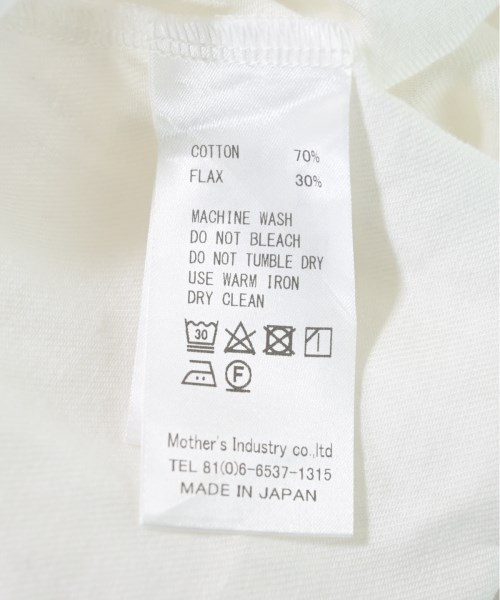 COTTON 70%
FLAX 30%
MACHINE WASH
DO NOT BLEACH
DO NOT TUMBLE DRY
USE WARM IRON
DRY CLEAN
30
F
Mother's Industry co.,ltd
TEL 81(0)6-6537-1315
MADE IN JAPAN